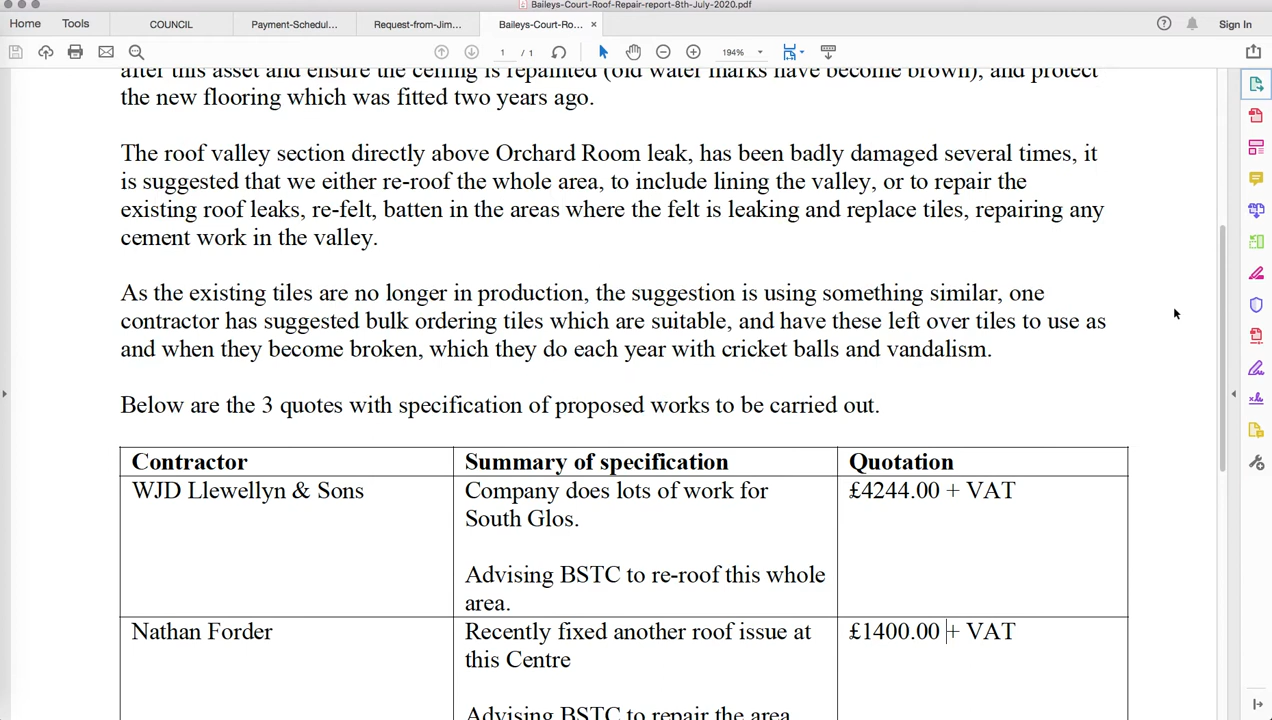 Baileys-Court-Roof-Repair-report-8th-July-2020.pdf
Home Tools COUNCIL Payment-Schedul... Request-from-Jim... Baileys-Court-Ro... × Sign In
1 / 1 194%
after this asset and ensure the ceiling is repainted (old water marks have become brown), and protect
the new flooring which was fitted two years ago.
The roof valley section directly above Orchard Room leak, has been badly damaged several times, it
is suggested that we either re-roof the whole area, to include lining the valley, or to repair the
existing roof leaks, re-felt, batten in the areas where the felt is leaking and replace tiles, repairing any
cement work in the valley.
As the existing tiles are no longer in production, the suggestion is using something similar, one
contractor has suggested bulk ordering tiles which are suitable, and have these left over tiles to use as
and when they become broken, which they do each year with cricket balls and vandalism.
Below are the 3 quotes with specification of proposed works to be carried out.
Contractor Summary of specification Quotation
WJD Llewellyn & Sons Company does lots of work for £4244.00 + VAT
South Glos.
Advising BSTC to re-roof this whole
area.
Nathan Forder Recently fixed another roof issue at £1400.00 + VAT
this Centre
Advising BSTC to repair the area